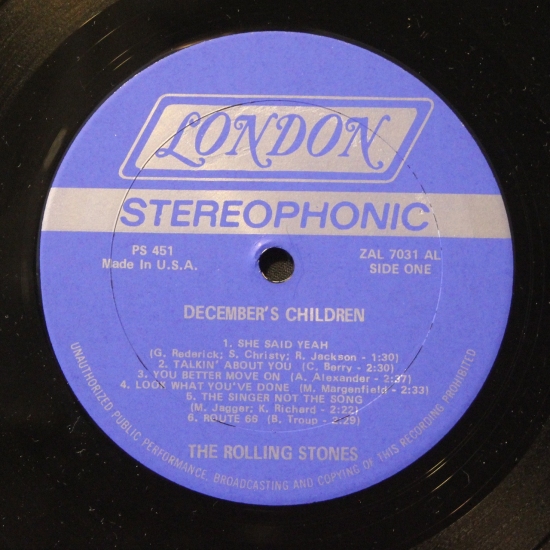 LONDON
STEREOPHONIC
PS 451
Made In U.S.A.
ZAL 7031 AL
SIDE ONE
DECEMBER'S CHILDREN
1. SHE SAID YEAH
(G. Roderick; S. Christy; R. Jackson - 1:30)
2. TALKIN' ABOUT YOU (C. Berry - 2:30)
3. YOU BETTER MOVE ON (A. Alexander - 2:37)
4. LOOK WHAT YOU'VE DONE (M. Margenfield - 2:33)
5. THE SINGER NOT THE SONG
(M. Jagger; K. Richard - 2:22)
6. ROUTE 66 (B. Troup - 2:29)
THE ROLLING STONES
UNAUTHORIZED PUBLIC PERFORMANCE, BROADCASTING AND COPYING OF THIS RECORDING PROHIBITED